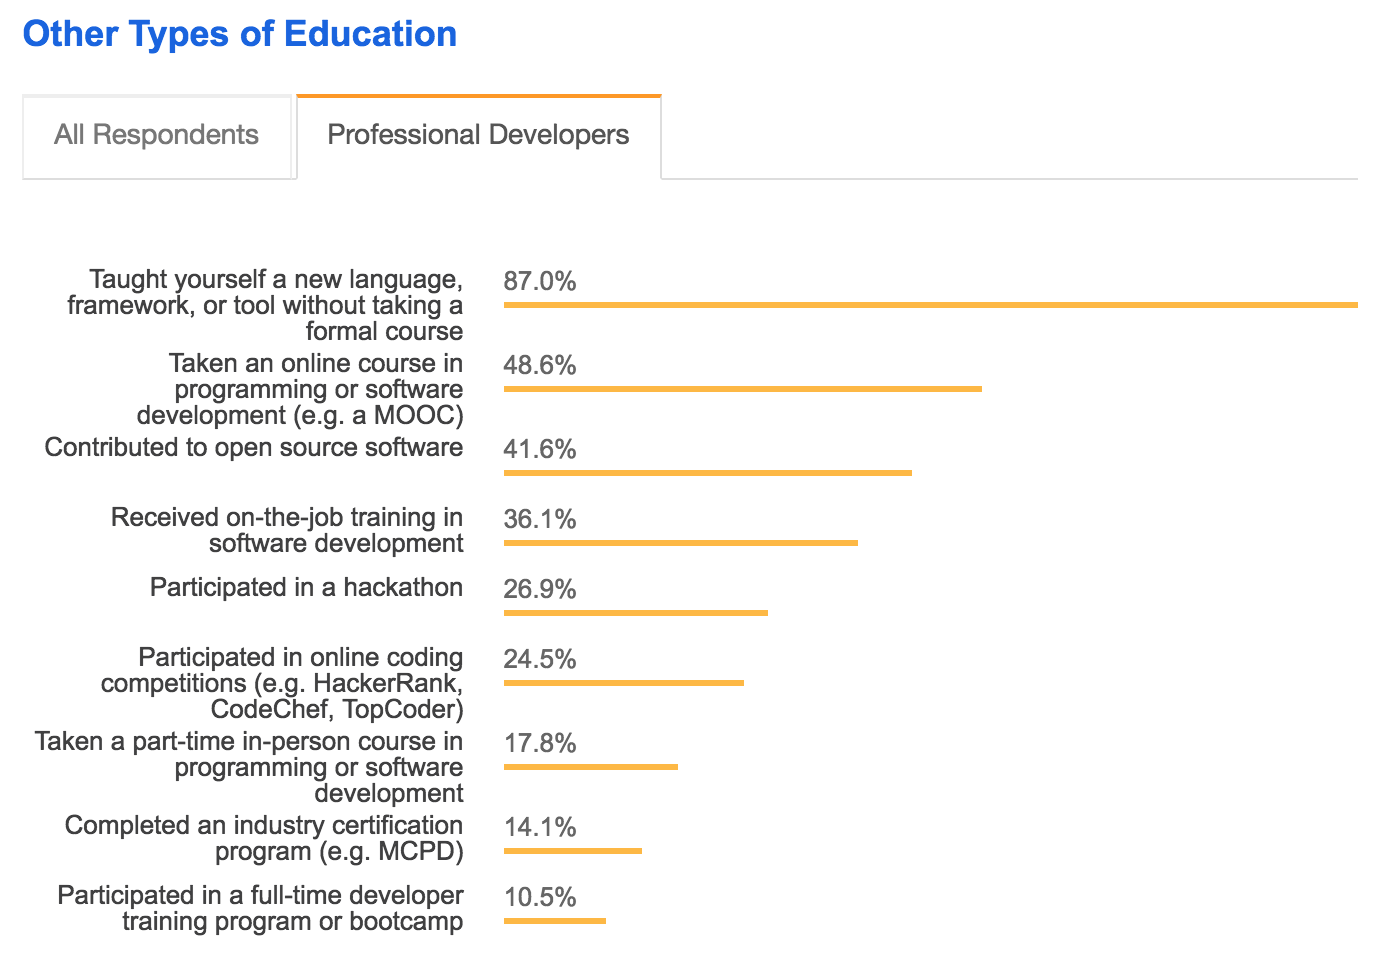 Other Types of Education
All Respondents
Professional Developers
Taught yourself a new language,
framework, or tool without taking a
formal course
87.0%
Taken an online course in
programming or software
development (e.g. a MOOC)
48.6%
Contributed to open source software
41.6%
Received on-the-job training in
software development
36.1%
Participated in a hackathon
26.9%
Participated in online coding
competitions (e.g. HackerRank,
CodeChef, TopCoder)
24.5%
Taken a part-time in-person course in
programming or software
development
17.8%
Completed an industry certification
program (e.g. MCPD)
14.1%
Participated in a full-time developer
training program or bootcamp
10.5%